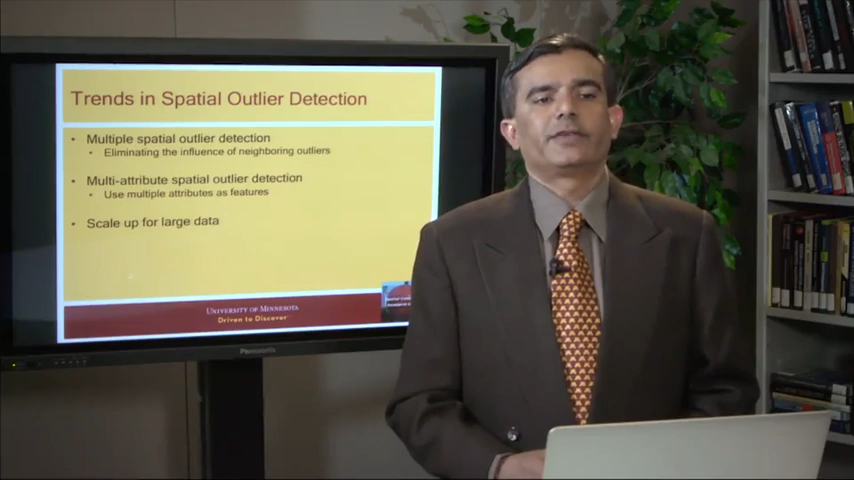 Trends in Spatial Outlier Detection
• Multiple spatial outlier detection
• Eliminating the influence of neighboring outliers
• Multi-attribute spatial outlier detection
• Use multiple attributes as features
• Scale up for large data
UNIVERSITY OF MINNESOTA
Driven to Discover
Panasonic